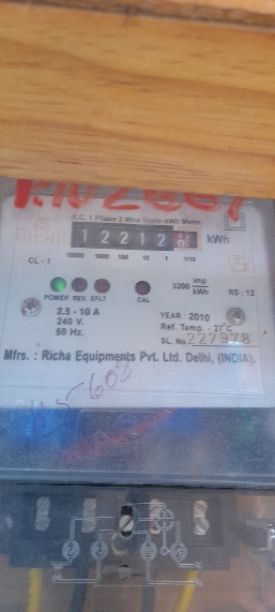 A.C. 1 Phase 2 Wire Static kWh Meter.
RICHA
12212 kWh
10000 1000 100 10 1 1/10
CL - 1
3200 imp/kWh RS : 12
POWER REV. EFLT CAL
2.5 - 10 A
240 V.
50 Hz.
YEAR : 2010
Ref. Temp. - 27°C
SL. No. 227978
Mfrs. : Richa Equipments Pvt. Ltd. Delhi, (INDIA).